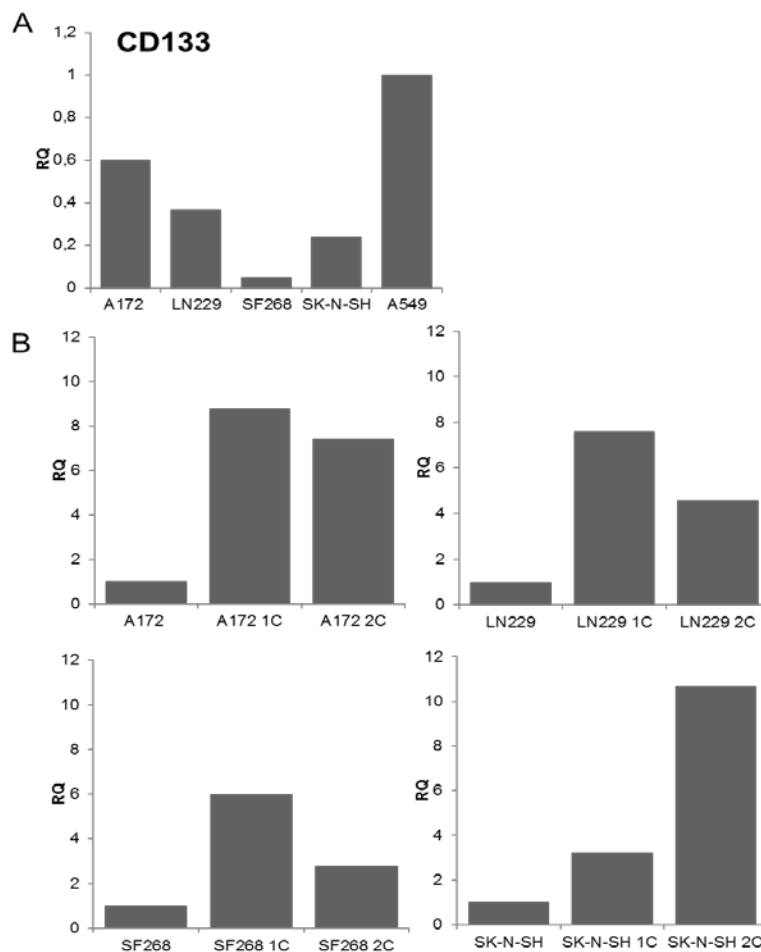 A
CD133
RQ
1,2
1
0,8
0,6
0,4
0,2
0
A172 LN229 SF268 SK-N-SH A549
B
RQ
12
10
8
6
4
2
0
A172 A172 1C A172 2C
RQ
12
10
8
6
4
2
0
LN229 LN229 1C LN229 2C
RQ
12
10
8
6
4
2
0
SF268 SF268 1C SF268 2C
RQ
12
10
8
6
4
2
0
SK-N-SH SK-N-SH 1C SK-N-SH 2C